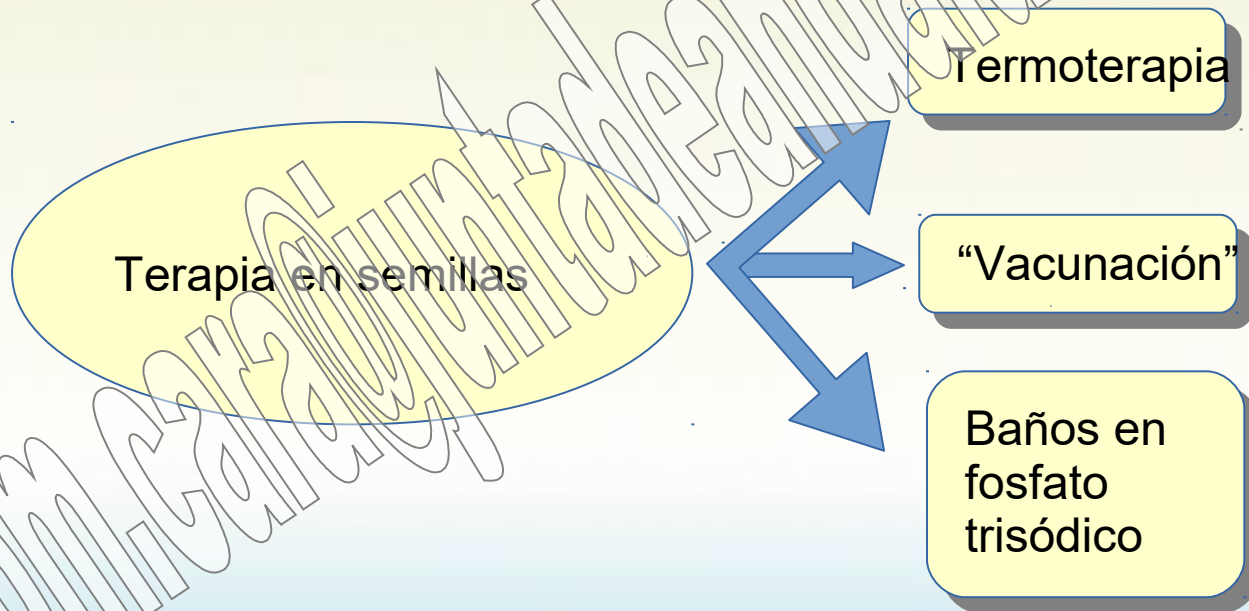 Termoterapia
Terapia en semillas
“Vacunación”
Baños en
fosfato
trisódico